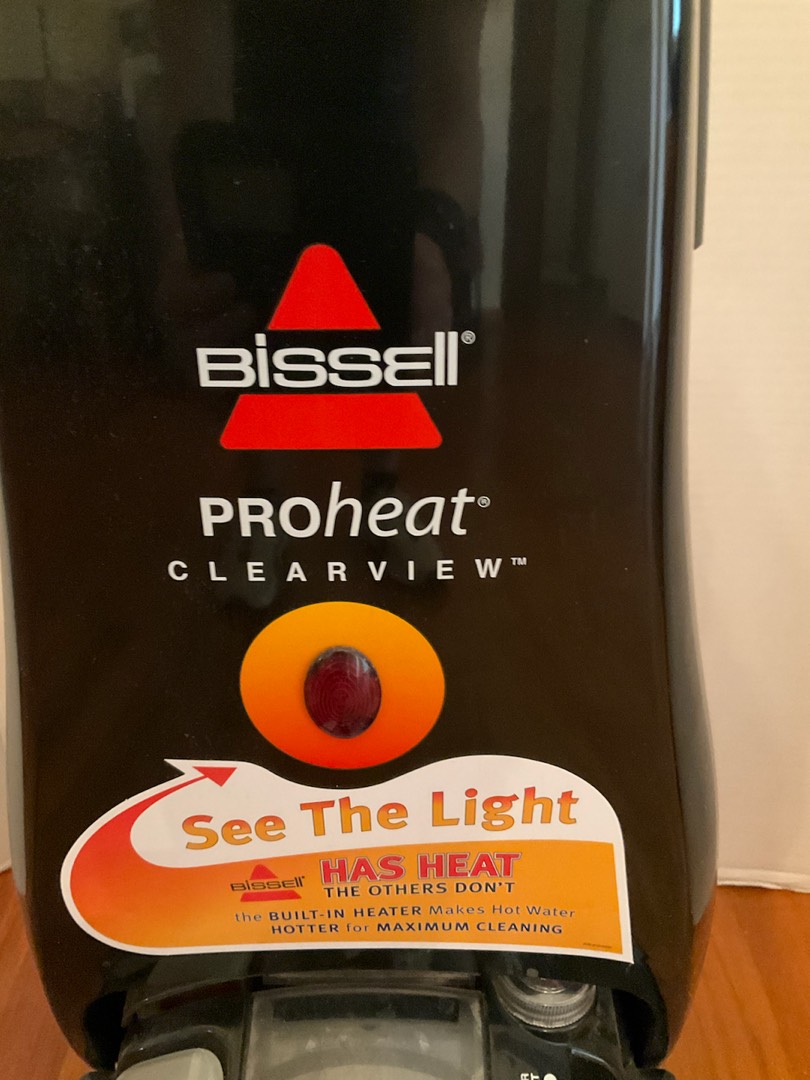 BiSSELL®
PROheat®
CLEARVIEW™
See The Light
BiSSELL® HAS HEAT
THE OTHERS DON'T
the BUILT-IN HEATER Makes Hot Water
HOTTER for MAXIMUM CLEANING